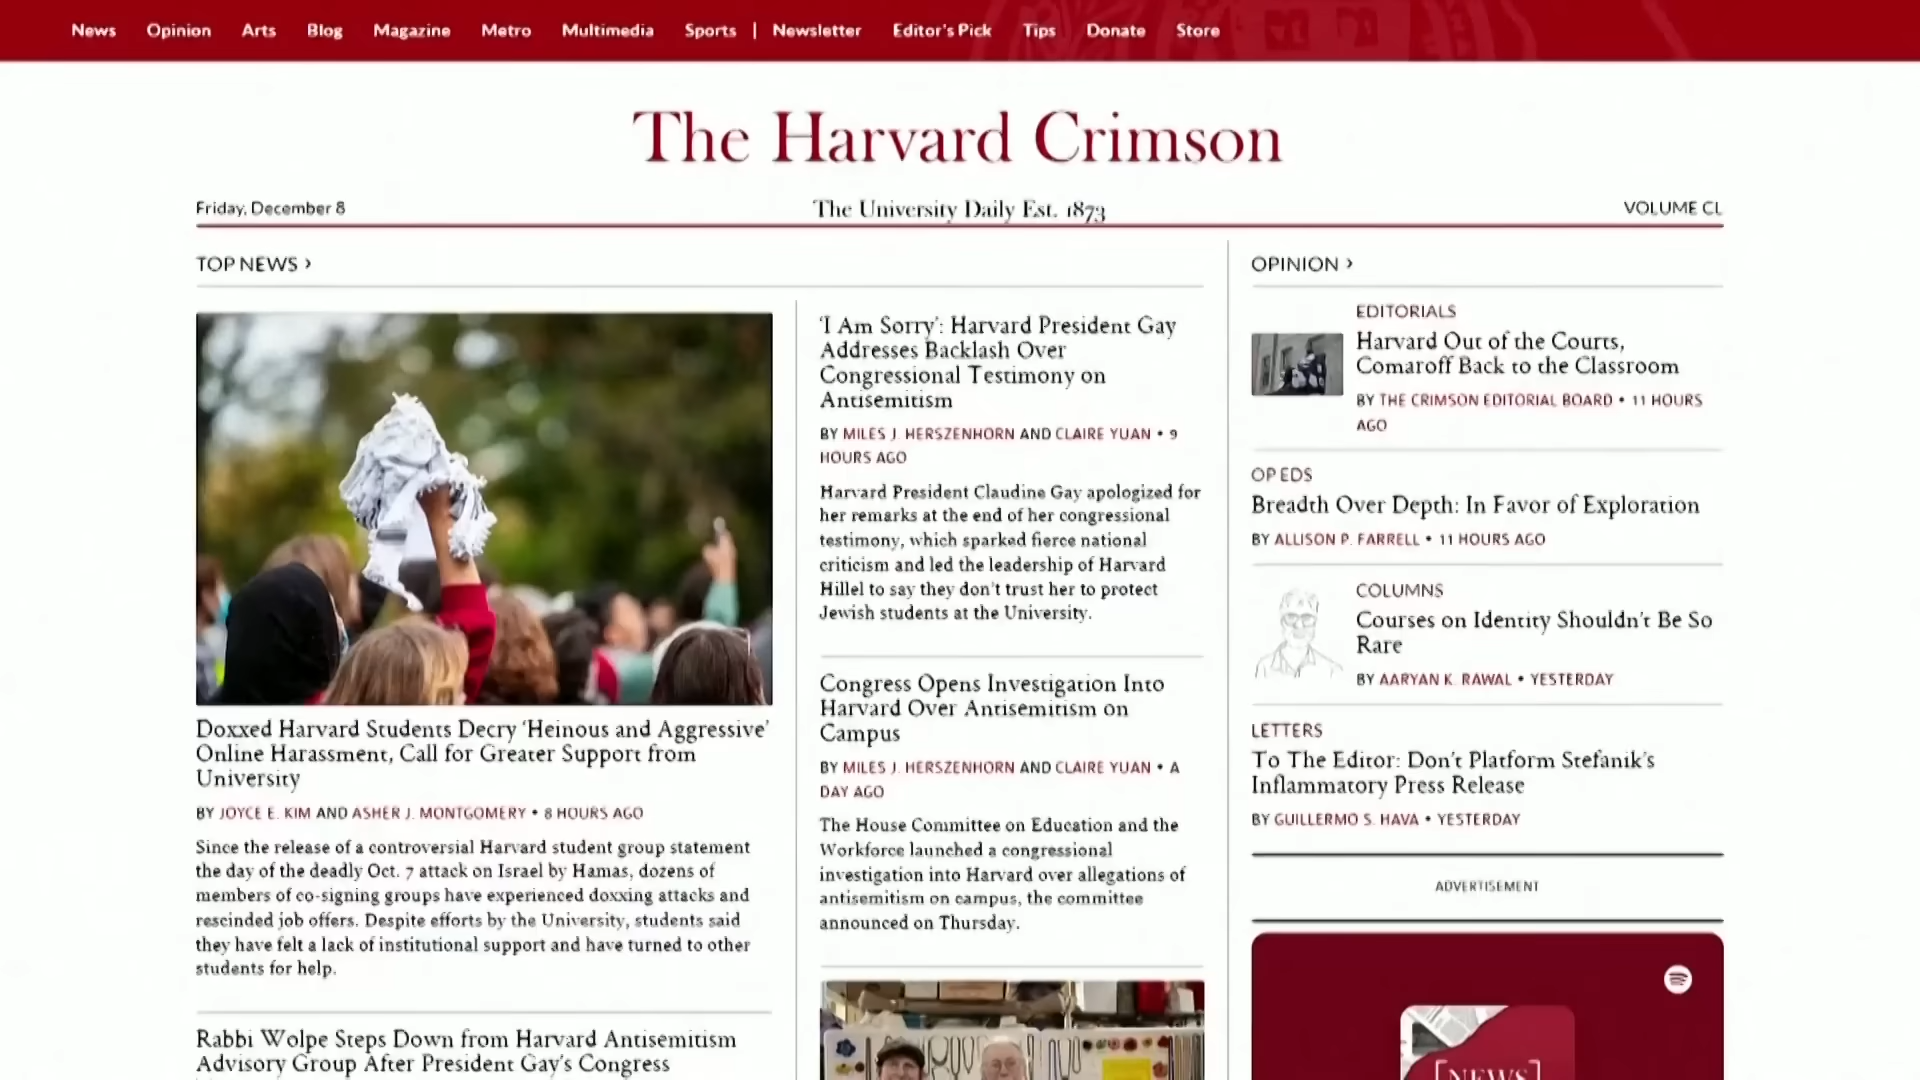 News Opinion Arts Blog Magazine Metro Multimedia Sports | Newsletter Editor's Pick Tips Donate Store
The Harvard Crimson
Friday, December 8
The University Daily Est. 1873
VOLUME CL
TOP NEWS ›
Doxxed Harvard Students Decry 'Heinous and Aggressive'
Online Harassment, Call for Greater Support from
University
BY JOYCE E. KIM AND ASHER J. MONTGOMERY • 8 HOURS AGO
Since the release of a controversial Harvard student group statement
the day of the deadly Oct. 7 attack on Israel by Hamas, dozens of
members of co-signing groups have experienced doxxing attacks and
rescinded job offers. Despite efforts by the University, students said
they have felt a lack of institutional support and have turned to other
students for help.
Rabbi Wolpe Steps Down from Harvard Antisemitism
Advisory Group After President Gay's Congress
'I Am Sorry': Harvard President Gay
Addresses Backlash Over
Congressional Testimony on
Antisemitism
BY MILES J. HERSZENHORN AND CLAIRE YUAN • 9
HOURS AGO
Harvard President Claudine Gay apologized for
her remarks at the end of her congressional
testimony, which sparked fierce national
criticism and led the leadership of Harvard
Hillel to say they don't trust her to protect
Jewish students at the University.
Congress Opens Investigation Into
Harvard Over Antisemitism on
Campus
BY MILES J. HERSZENHORN AND CLAIRE YUAN • A
DAY AGO
The House Committee on Education and the
Workforce launched a congressional
investigation into Harvard over allegations of
antisemitism on campus, the committee
announced on Thursday.
OPINION ›
EDITORIALS
Harvard Out of the Courts,
Comaroff Back to the Classroom
BY THE CRIMSON EDITORIAL BOARD • 11 HOURS
AGO
OP EDS
Breadth Over Depth: In Favor of Exploration
BY ALLISON P. FARRELL • 11 HOURS AGO
COLUMNS
Courses on Identity Shouldn't Be So
Rare
BY AARYAN K. RAWAL • YESTERDAY
LETTERS
To The Editor: Don't Platform Stefanik's
Inflammatory Press Release
BY GUILLERMO S. HAVA • YESTERDAY
ADVERTISEMENT
[NEWS]